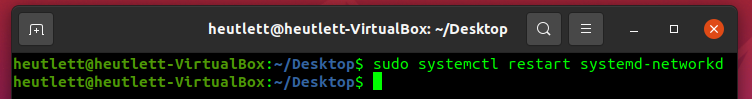 heutlett@heutlett-VirtualBox: ~/Desktop
heutlett@heutlett-VirtualBox:~/Desktop$ sudo systemctl restart systemd-networkd
heutlett@heutlett-VirtualBox:~/Desktop$